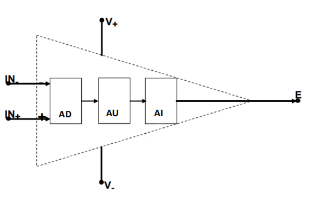 V+
IN-
IN+
+
AD
AU
AI
E
V-